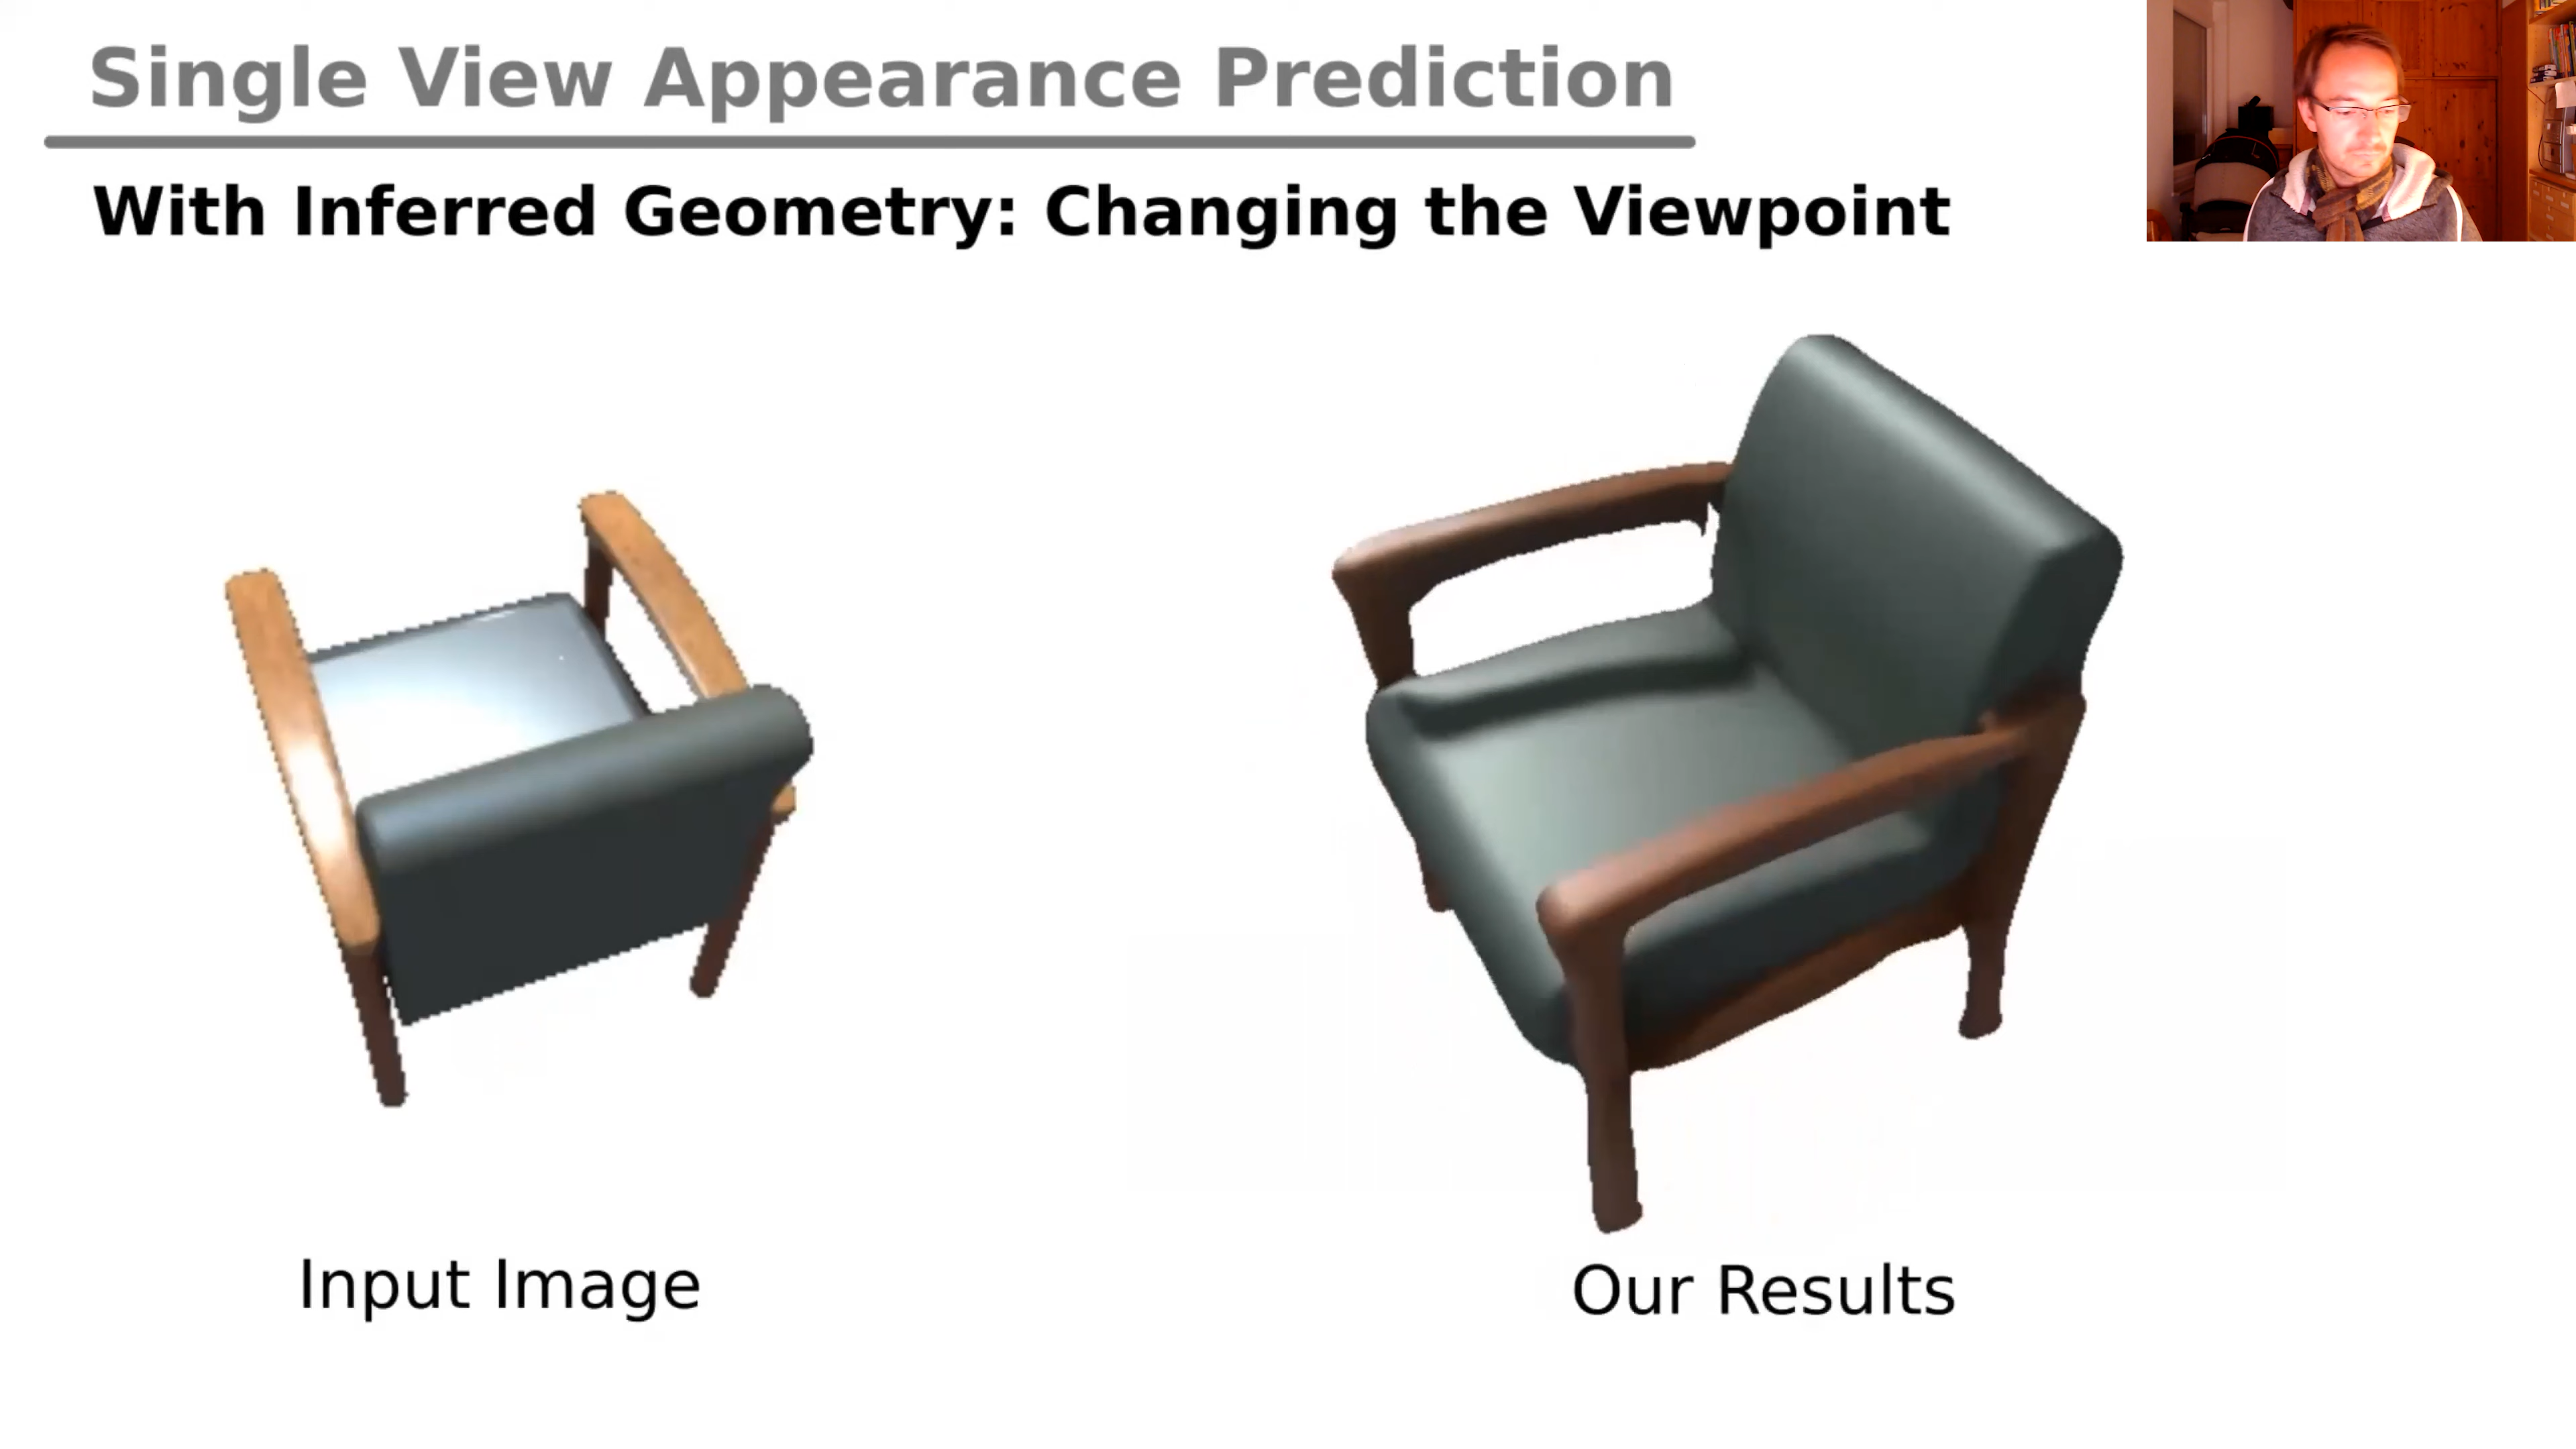 Single View Appearance Prediction
With Inferred Geometry: Changing the Viewpoint
Input Image
Our Results